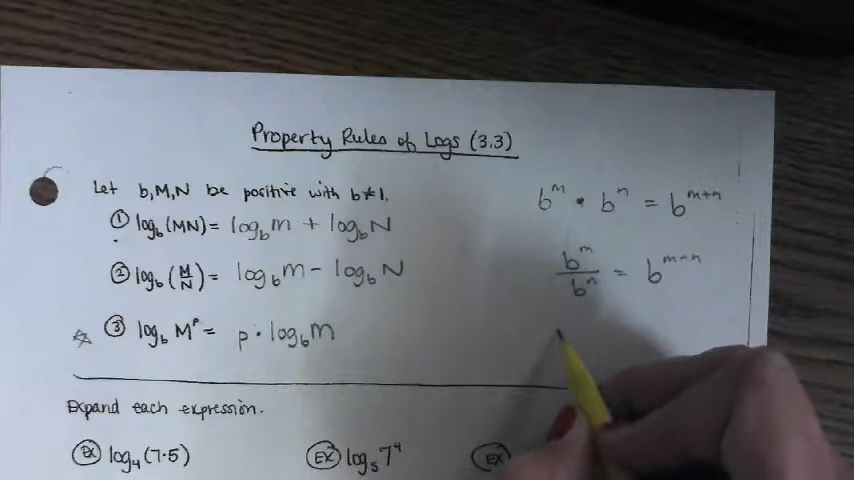 Property Rules of Logs (3.3)
Let b,M,N be positive with b≠1.
① log_b(MN) = log_b M + log_b N
② log_b(M/N) = log_b M - log_b N
☆ ③ log_b M^p = p · log_b M
b^m · b^n = b^{m+n}
b^m / b^n = b^{m-n}
Expand each expression.
Ex log_4(7·5)
Ex log_5 7^4
Ex